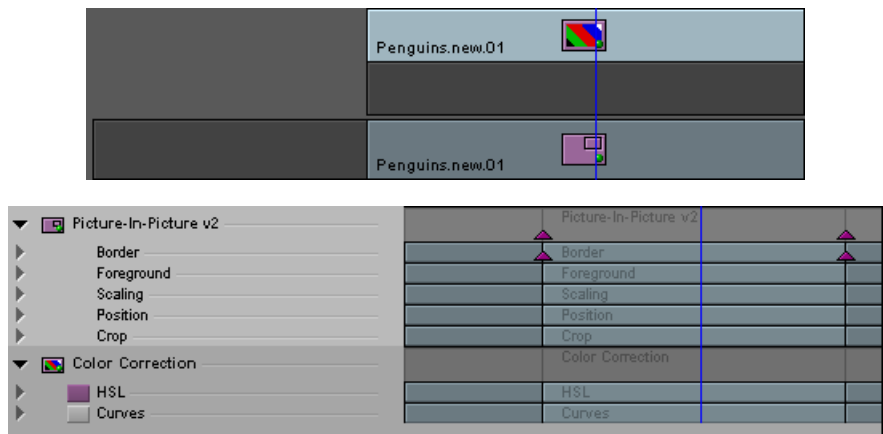 Penguins.new.01
Penguins.new.01
Picture-In-Picture v2 Picture-In-Picture v2
Border Border
Foreground Foreground
Scaling Scaling
Position Position
Crop Crop
Color Correction Color Correction
HSL HSL
Curves Curves